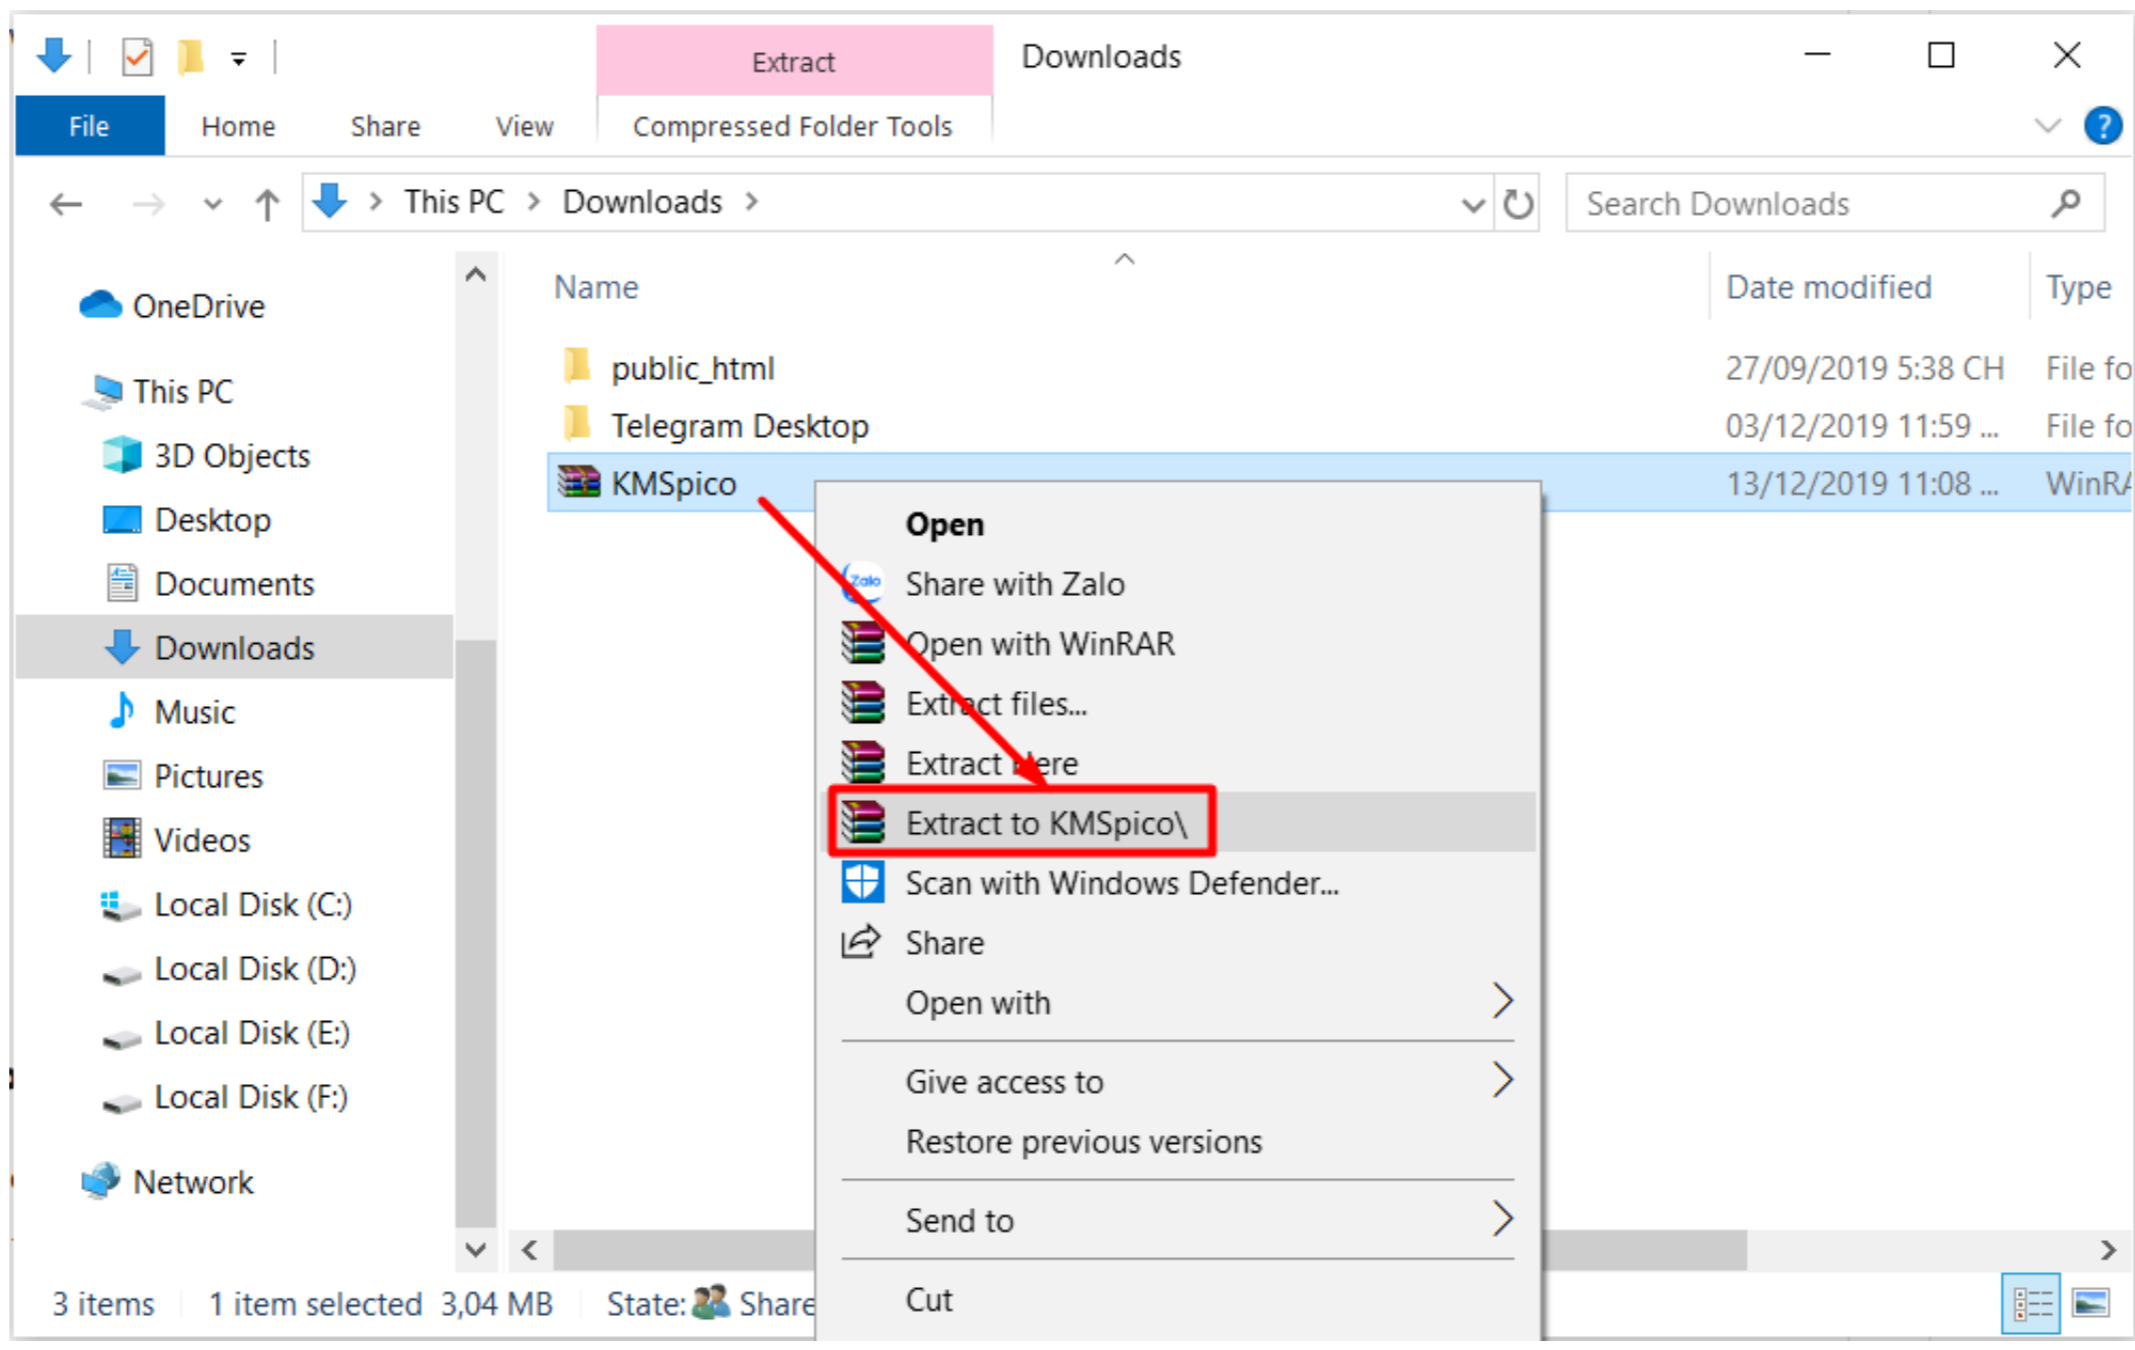 Extract
Downloads
File
Home
Share
View
Compressed Folder Tools
?
This PC
Downloads
Search Downloads
Name
Date modified
Type
OneDrive
This PC
3D Objects
Desktop
Documents
Downloads
Music
Pictures
Videos
Local Disk (C:)
Local Disk (D:)
Local Disk (E:)
Local Disk (F:)
Network
public_html 27/09/2019 5:38 CH File fo
Telegram Desktop 03/12/2019 11:59 ... File fo
KMSpico 13/12/2019 11:08 ... WinRA
Open
Zalo
Share with Zalo
Open with WinRAR
Extract files...
Extract Here
Extract to KMSpico\
Scan with Windows Defender...
Share
Open with
Give access to
Restore previous versions
Send to
Cut
3 items
1 item selected 3,04 MB
State: Share